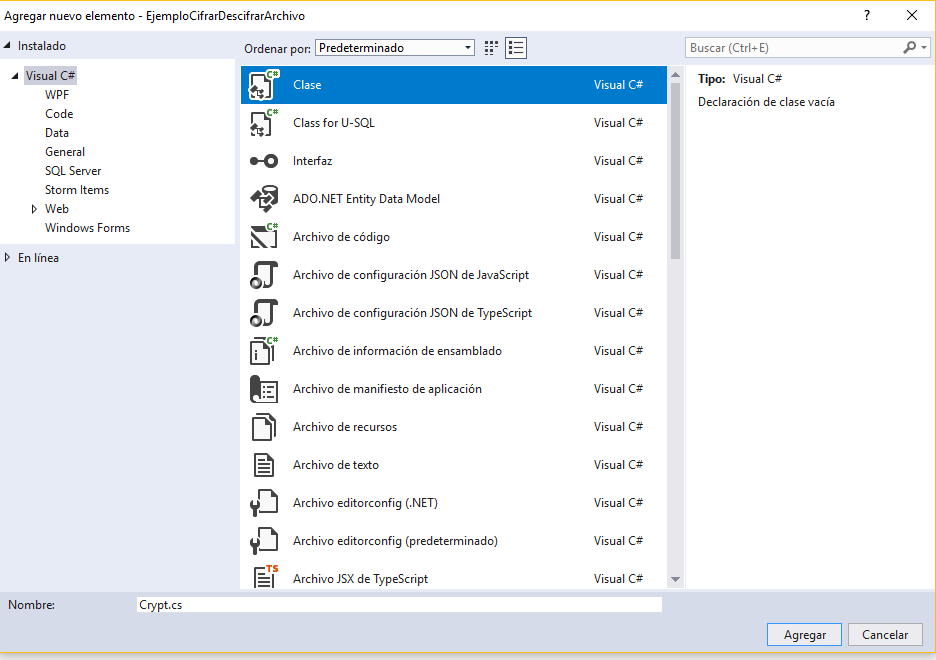 Agregar nuevo elemento - EjemploCifrarDescifrarArchivo
?
Instalado
Visual C#
WPF
Code
Data
General
SQL Server
Storm Items
Web
Windows Forms
En línea
Ordenar por: Predeterminado
C# Clase Visual C#
C# Class for U-SQL Visual C#
Interfaz Visual C#
ADO.NET Entity Data Model Visual C#
C# Archivo de código Visual C#
Archivo de configuración JSON de JavaScript Visual C#
Archivo de configuración JSON de TypeScript Visual C#
C# Archivo de información de ensamblado Visual C#
Archivo de manifiesto de aplicación Visual C#
Archivo de recursos Visual C#
Archivo de texto Visual C#
Archivo editorconfig (.NET) Visual C#
Archivo editorconfig (predeterminado) Visual C#
TS Archivo JSX de TypeScript Visual C#
Buscar (Ctrl+E)
Tipo: Visual C#
Declaración de clase vacía
Nombre: Crypt.cs
Agregar Cancelar